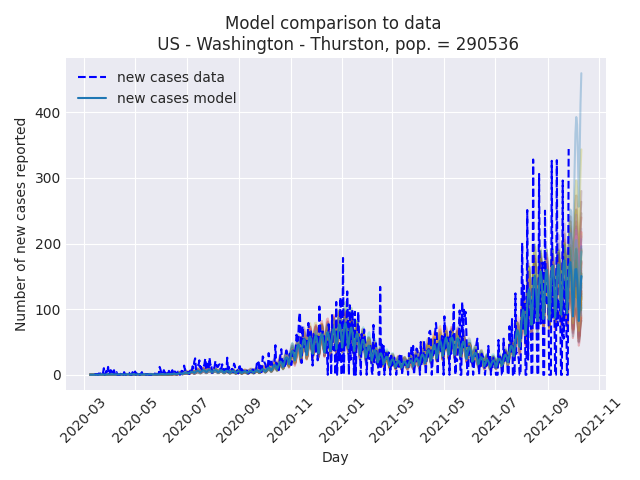 Model comparison to data
US - Washington - Thurston, pop. = 290536
new cases data
new cases model
Number of new cases reported
400
300
200
100
0
2020-03
2020-05
2020-07
2020-09
2020-11
2021-01
2021-03
2021-05
2021-07
2021-09
2021-11
Day